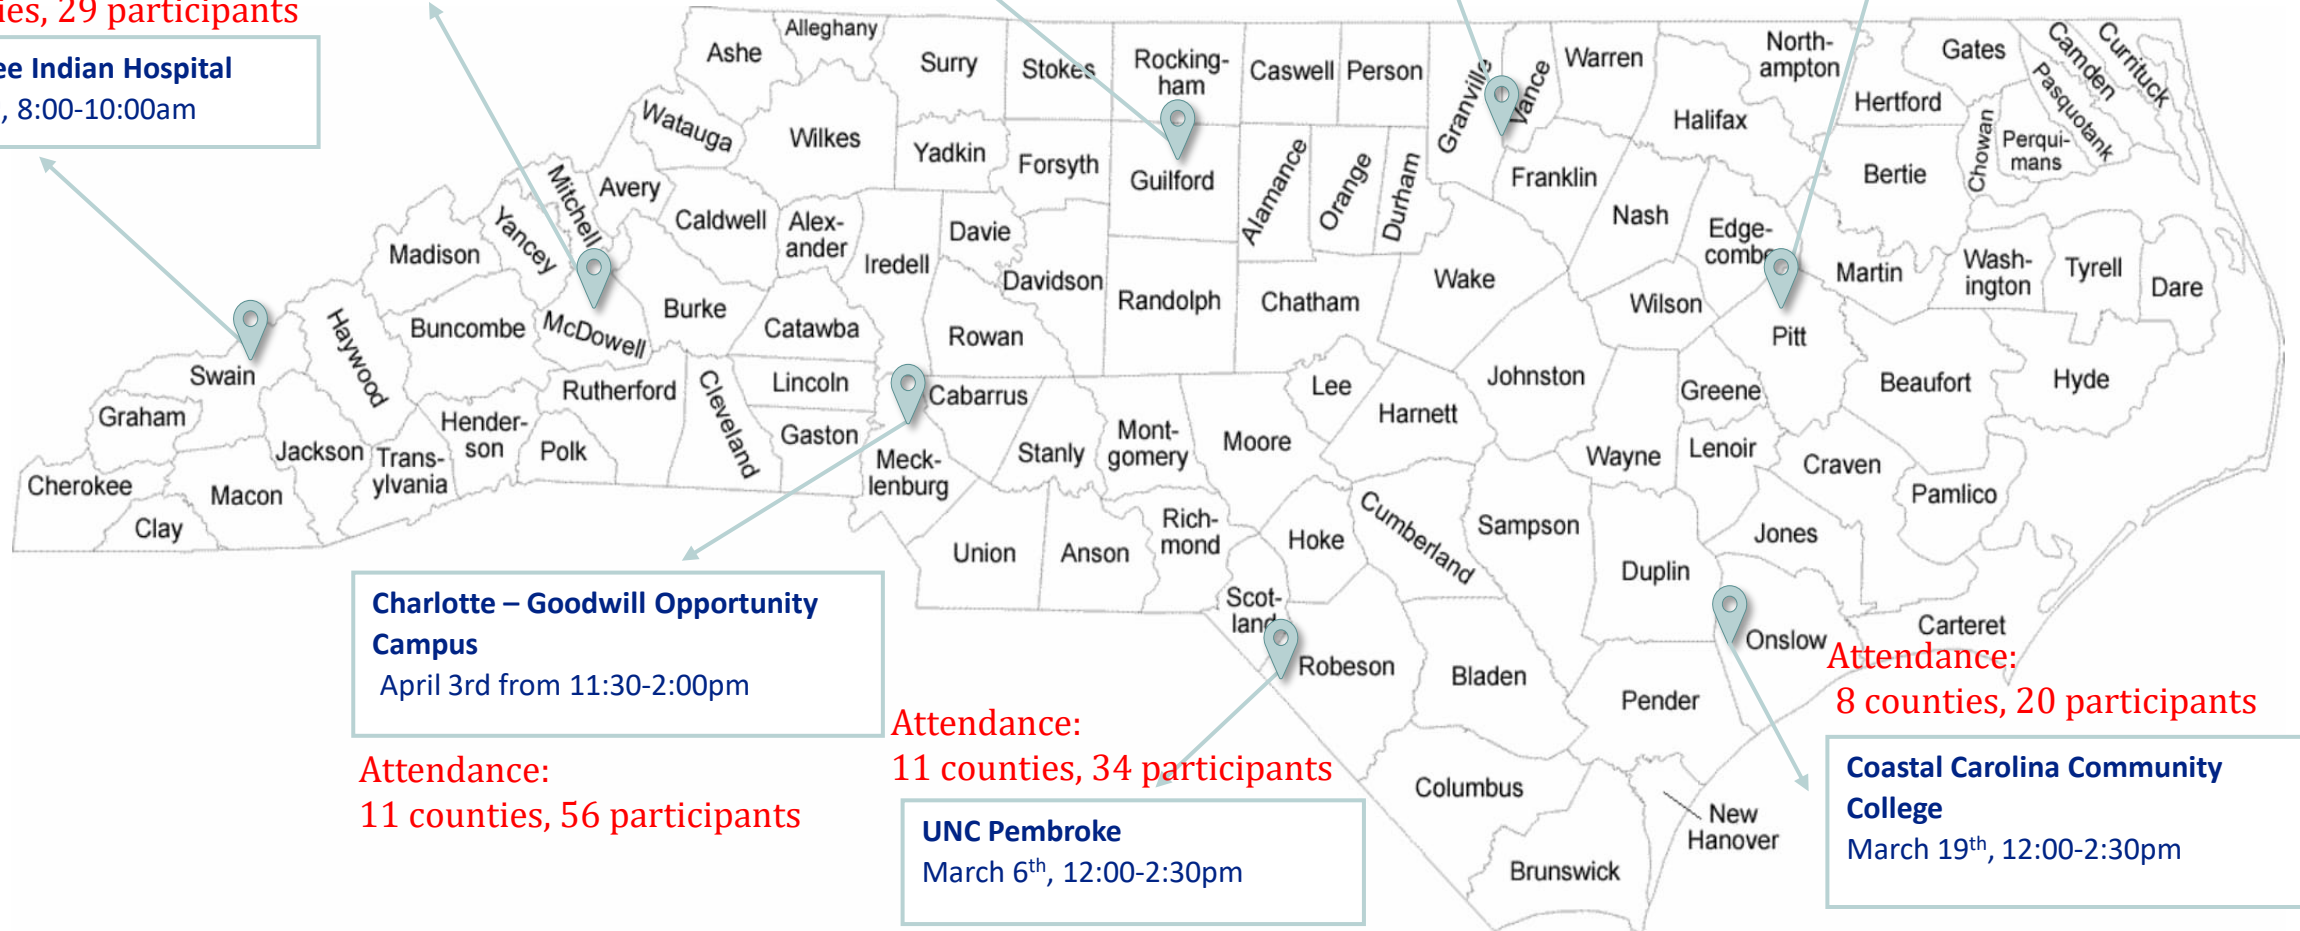 ies, 29 participants
ee Indian Hospital
, 8:00-10:00am
Alleghany
Ashe
Surry
Stokes
Rocking-
ham
Caswell
Person
Granville
Vance
Warren
North-
ampton
Gates
Camden
Currituck
Pasquotank
Hertford
Halifax
Watauga
Wilkes
Yadkin
Forsyth
Guilford
Alamance
Orange
Durham
Franklin
Bertie
Chowan
Perqui-
mans
Mitchell
Avery
Yancey
Caldwell
Alex-
ander
Davie
Iredell
Davidson
Nash
Edge-
combe
Madison
Wake
Martin
Wash-
ington
Tyrell
Dare
Burke
Randolph
Chatham
Wilson
Haywood
Buncombe
McDowell
Catawba
Rowan
Pitt
Swain
Rutherford
Cleveland
Lincoln
Cabarrus
Lee
Johnston
Greene
Beaufort
Hyde
Graham
Hender-
son
Polk
Gaston
Harnett
Jackson
Trans-
ylvania
Meck-
lenburg
Stanly
Mont-
gomery
Moore
Wayne
Lenoir
Craven
Cherokee
Macon
Pamlico
Clay
Union
Anson
Rich-
mond
Hoke
Cumberland
Sampson
Jones
Duplin
Scot-
land
Robeson
Bladen
Onslow
Carteret
Pender
Columbus
New
Hanover
Brunswick
Charlotte – Goodwill Opportunity
Campus
April 3rd from 11:30-2:00pm
Attendance:
11 counties, 56 participants
Attendance:
11 counties, 34 participants
UNC Pembroke
March 6th, 12:00-2:30pm
Attendance:
8 counties, 20 participants
Coastal Carolina Community
College
March 19th, 12:00-2:30pm